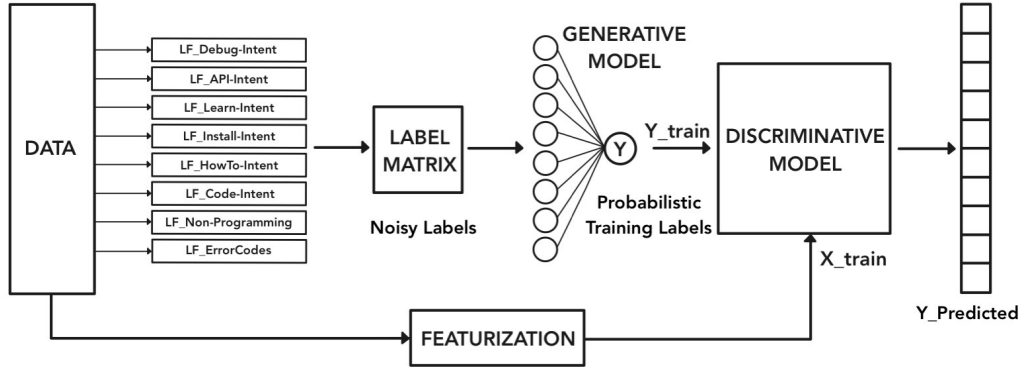 DATA
LF_Debug-Intent
LF_API-Intent
LF_Learn-Intent
LF_Install-Intent
LF_HowTo-Intent
LF_Code-Intent
LF_Non-Programming
LF_ErrorCodes
LABEL
MATRIX
Noisy Labels
GENERATIVE
MODEL
Y
Y_train
Probabilistic
Training Labels
DISCRIMINATIVE
MODEL
X_train
Y_Predicted
FEATURIZATION